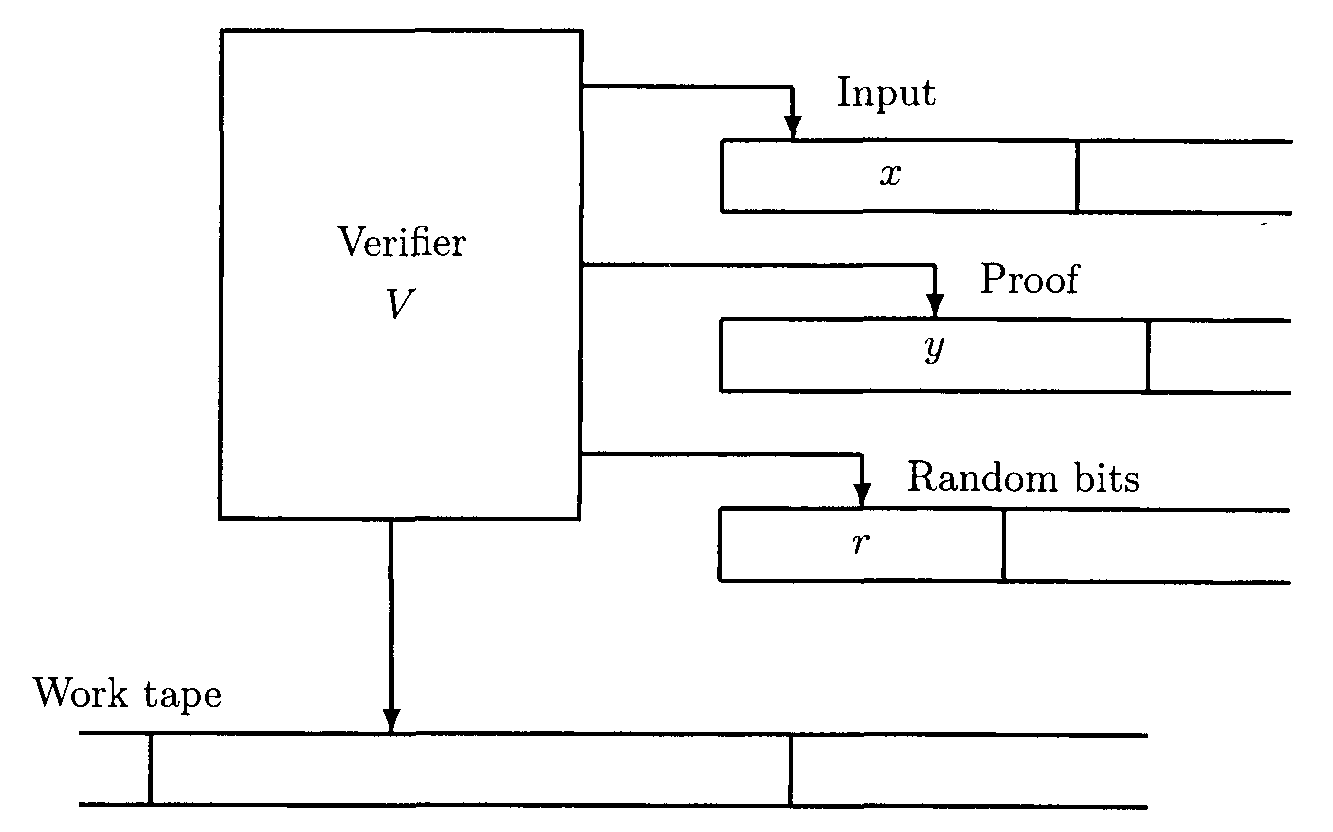 Input
x
Verifier
V
Proof
y
Random bits
r
Work tape